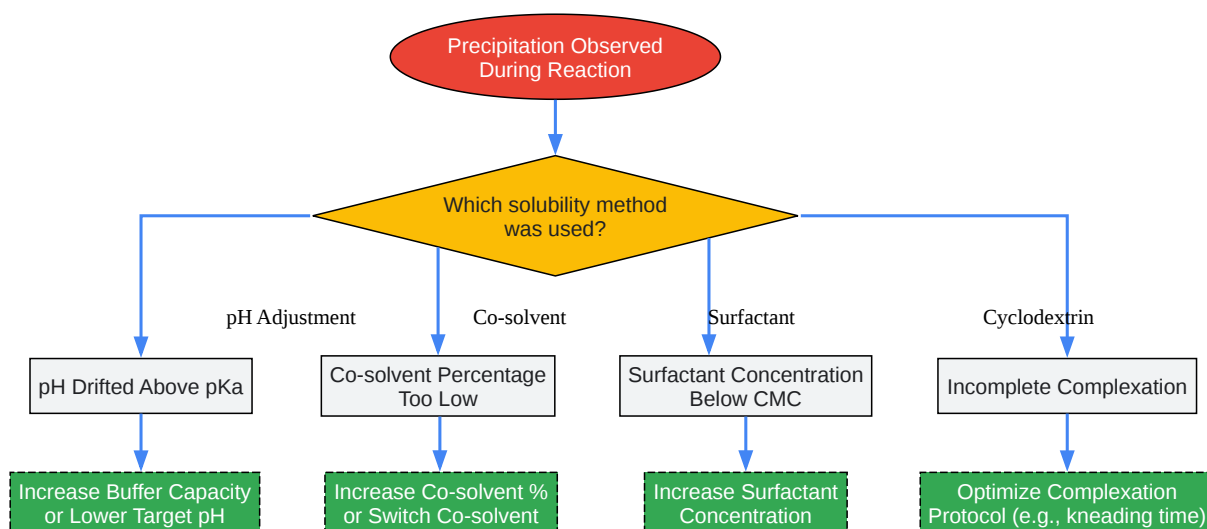 Precipitation Observed
During Reaction
Which solubility method
was used?
pH Adjustment
Co-solvent
Surfactant
Cyclodextrin
pH Drifted Above pKa
Co-solvent Percentage
Too Low
Surfactant Concentration
Below CMC
Incomplete Complexation
Increase Buffer Capacity
or Lower Target pH
Increase Co-solvent %
or Switch Co-solvent
Increase Surfactant
Concentration
Optimize Complexation
Protocol (e.g., kneading time)